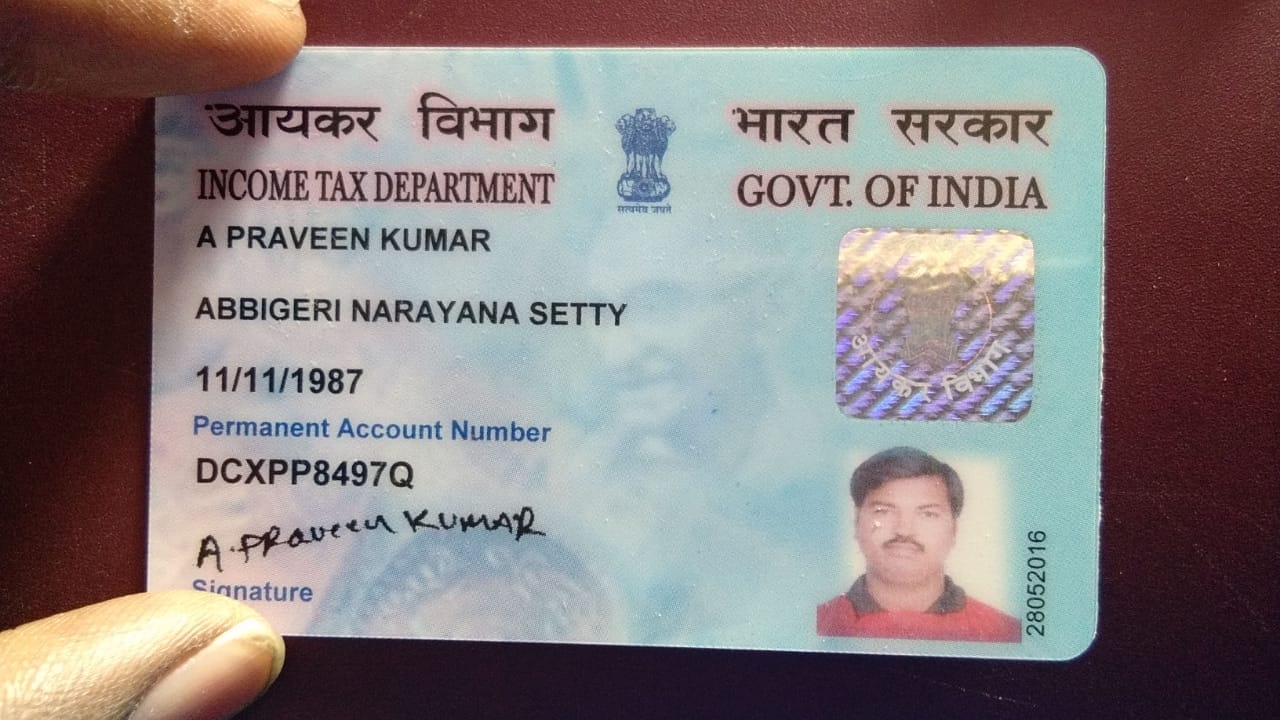 आयकर विभाग
भारत सरकार
INCOME TAX DEPARTMENT
GOVT. OF INDIA
सत्यमेव जयते
A PRAVEEN KUMAR
ABBIGERI NARAYANA SETTY
11/11/1987
Permanent Account Number
DCXPP8497Q
A.PRaveen KUMAR
Signature
आयकर विभाग
28052016